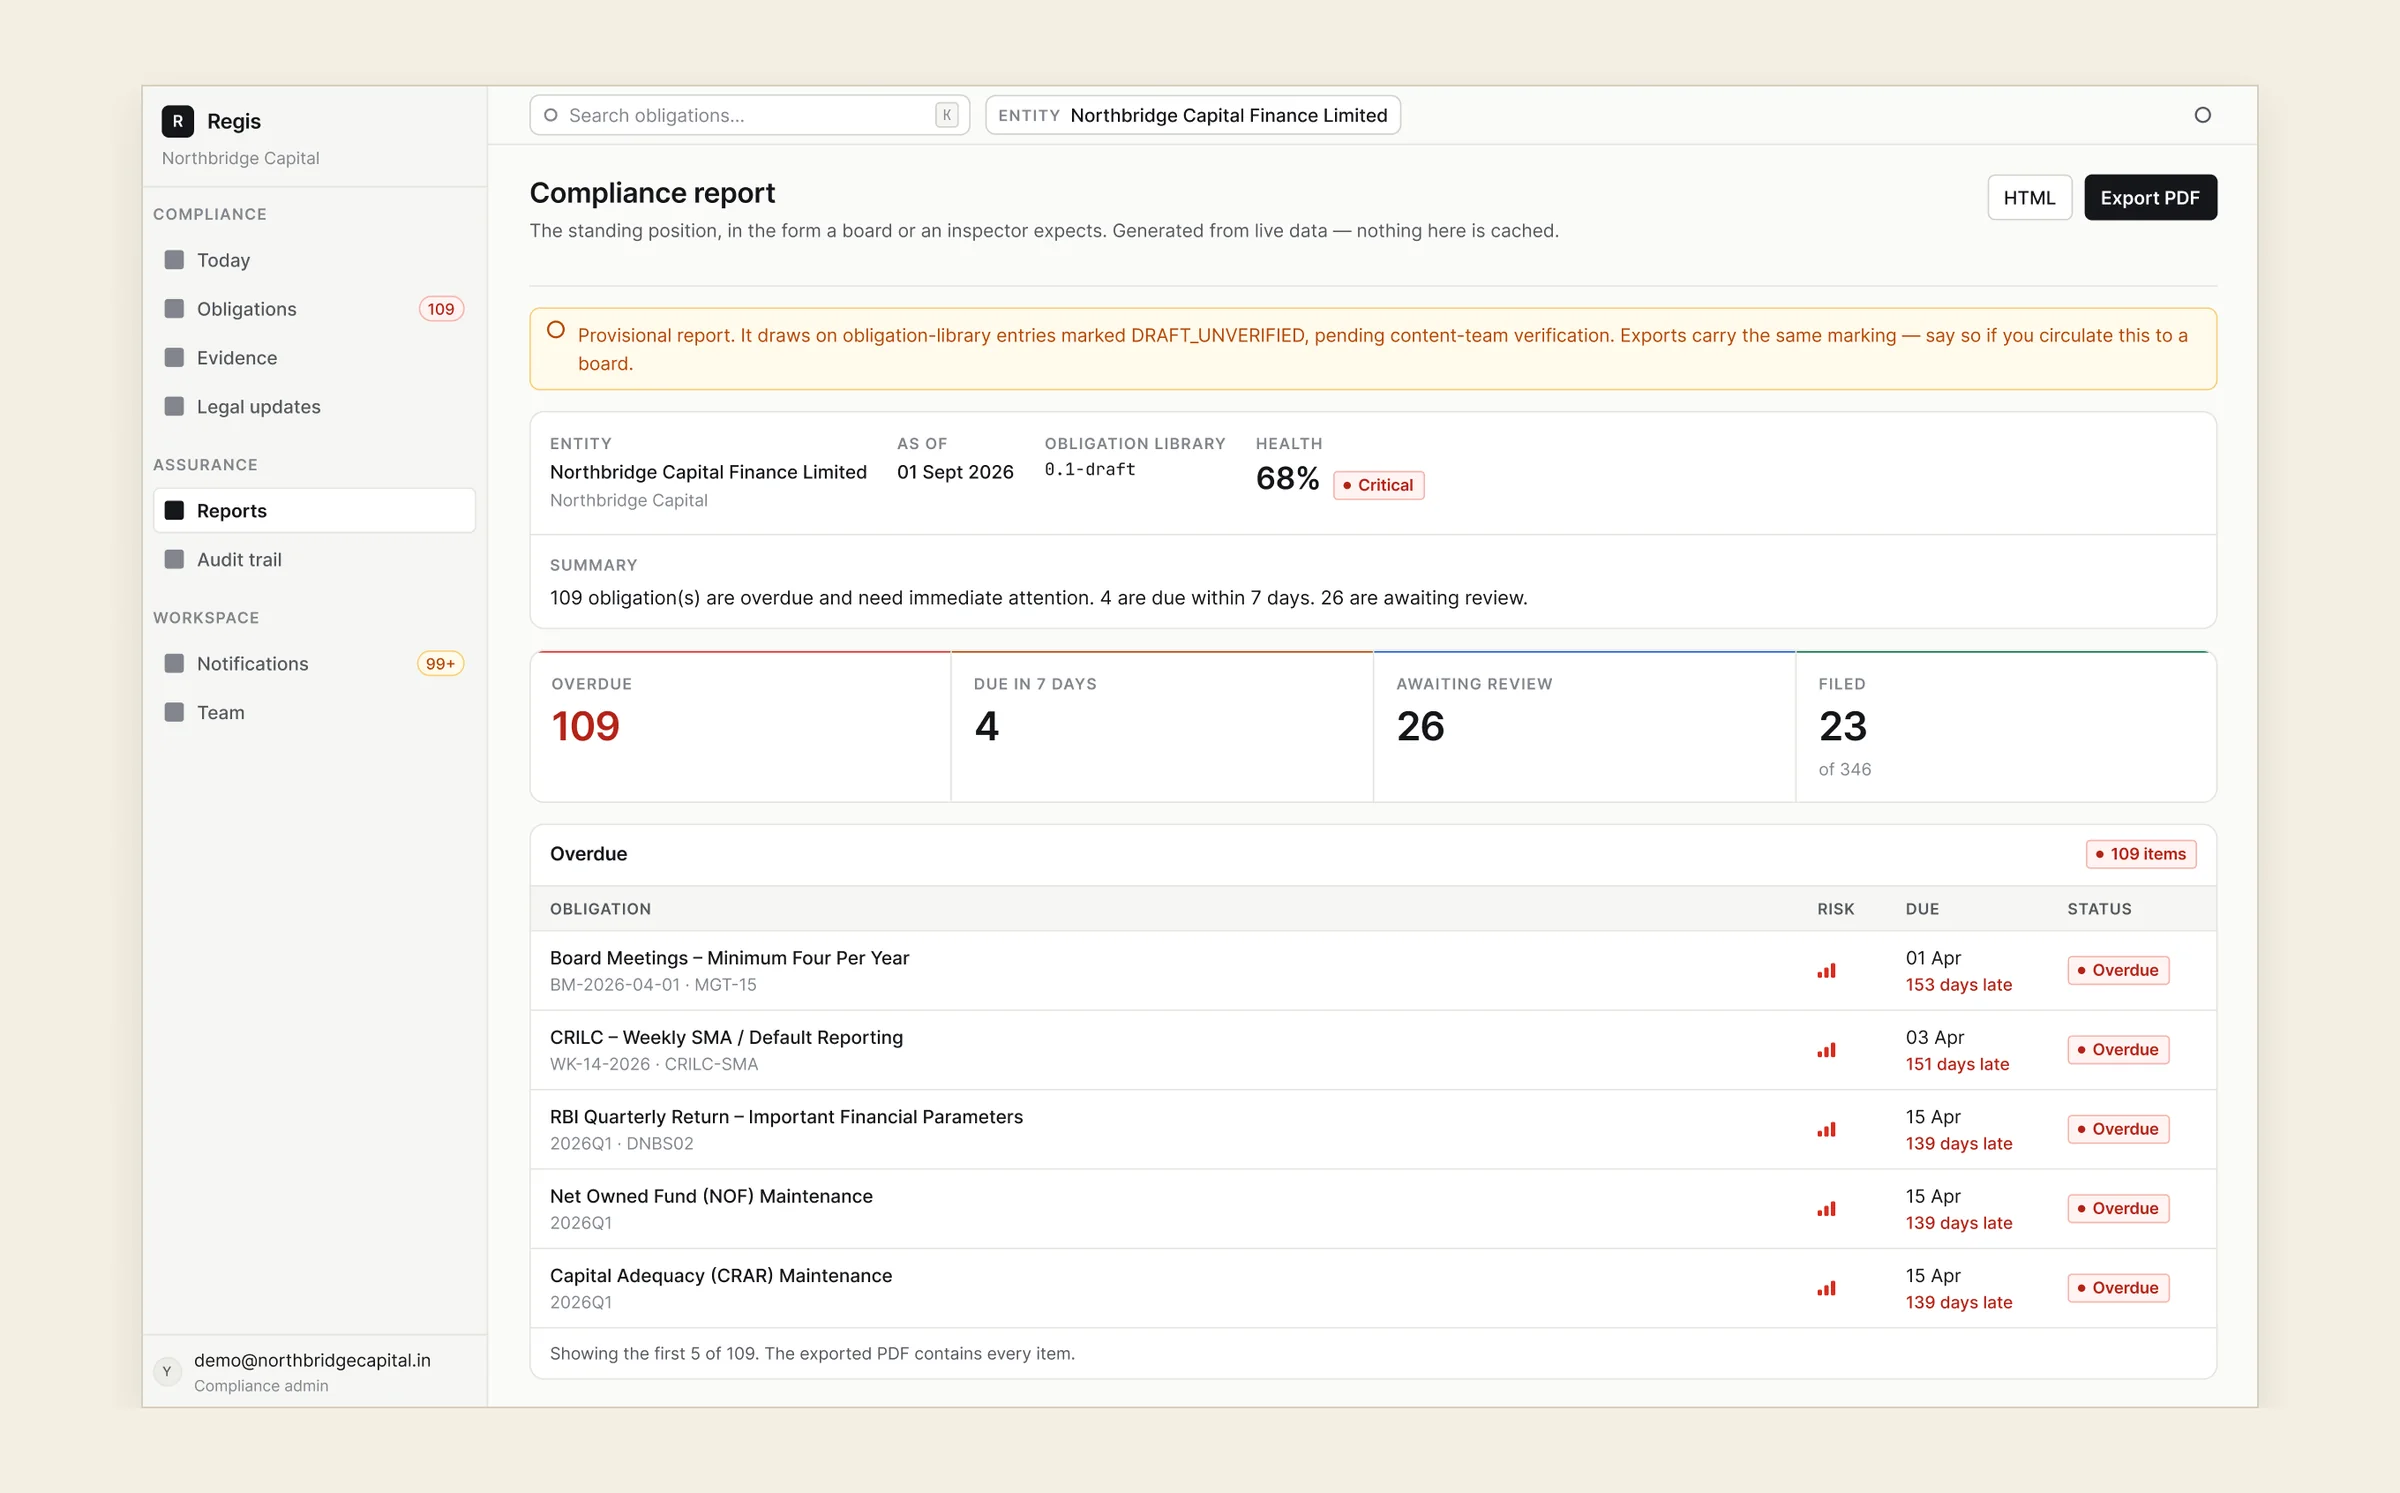 R
Regis
Northbridge Capital
COMPLIANCE
Today
Obligations
109
Evidence
Legal updates
ASSURANCE
Reports
Audit trail
WORKSPACE
Notifications
99+
Team
Y
demo@northbridgecapital.in
Compliance admin
Search obligations...
K
ENTITY Northbridge Capital Finance Limited
Compliance report
The standing position, in the form a board or an inspector expects. Generated from live data — nothing here is cached.
HTML
Export PDF
Provisional report. It draws on obligation-library entries marked DRAFT_UNVERIFIED, pending content-team verification. Exports carry the same marking — say so if you circulate this to a
board.
ENTITY
Northbridge Capital Finance Limited
Northbridge Capital
AS OF
01 Sept 2026
OBLIGATION LIBRARY
0.1-draft
HEALTH
68%
Critical
SUMMARY
109 obligation(s) are overdue and need immediate attention. 4 are due within 7 days. 26 are awaiting review.
OVERDUE
109
DUE IN 7 DAYS
4
AWAITING REVIEW
26
FILED
23
of 346
Overdue
109 items
OBLIGATION RISK DUE STATUS
Board Meetings – Minimum Four Per Year
BM-2026-04-01 · MGT-15
01 Apr
153 days late
Overdue
CRILC – Weekly SMA / Default Reporting
WK-14-2026 · CRILC-SMA
03 Apr
151 days late
Overdue
RBI Quarterly Return – Important Financial Parameters
2026Q1 · DNBS02
15 Apr
139 days late
Overdue
Net Owned Fund (NOF) Maintenance
2026Q1
15 Apr
139 days late
Overdue
Capital Adequacy (CRAR) Maintenance
2026Q1
15 Apr
139 days late
Overdue
Showing the first 5 of 109. The exported PDF contains every item.